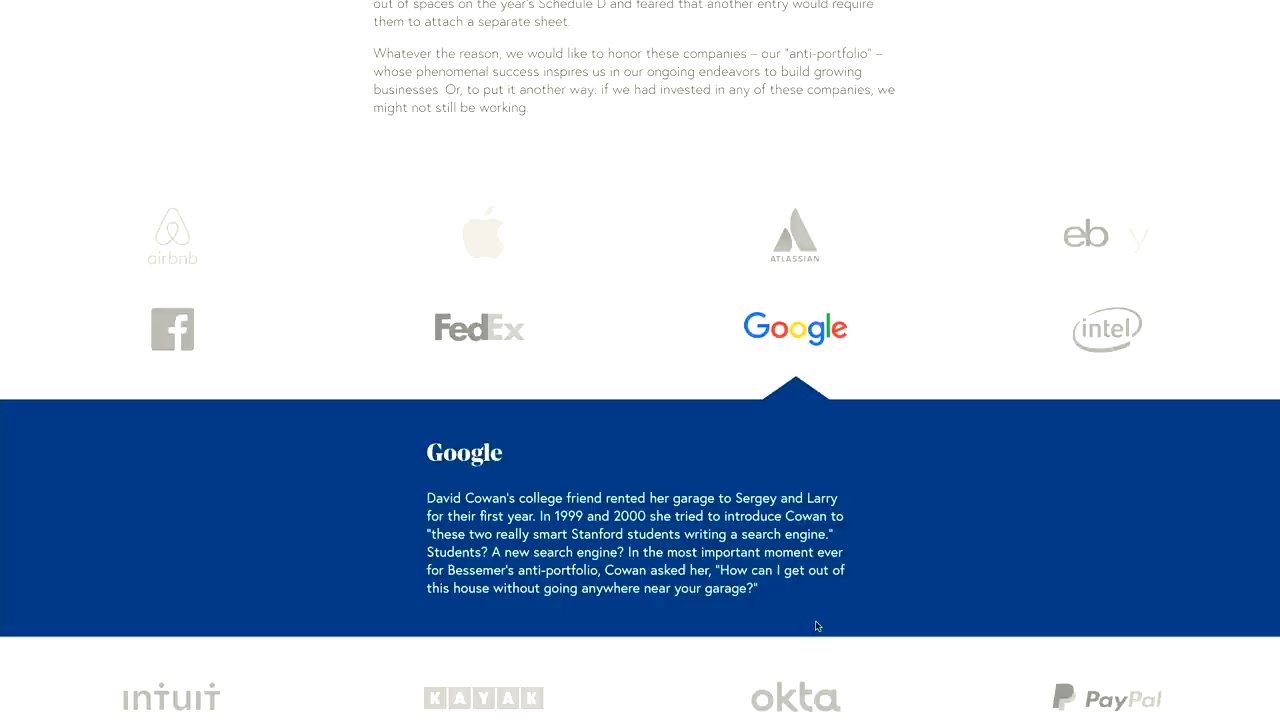 out of spaces on the year's Schedule D and feared that another entry would require
them to attach a separate sheet.
Whatever the reason, we would like to honor these companies – our "anti-portfolio" –
whose phenomenal success inspires us in our ongoing endeavors to build growing
businesses. Or, to put it another way: if we had invested in any of these companies, we
might not still be working.
airbnb
ATLASSIAN
eb y
FedEx
Google
intel
Google
David Cowan's college friend rented her garage to Sergey and Larry
for their first year. In 1999 and 2000 she tried to introduce Cowan to
"these two really smart Stanford students writing a search engine."
Students? A new search engine? In the most important moment ever
for Bessemer's anti-portfolio, Cowan asked her, "How can I get out of
this house without going anywhere near your garage?"
intuit
KAYAK
okta
PayPal